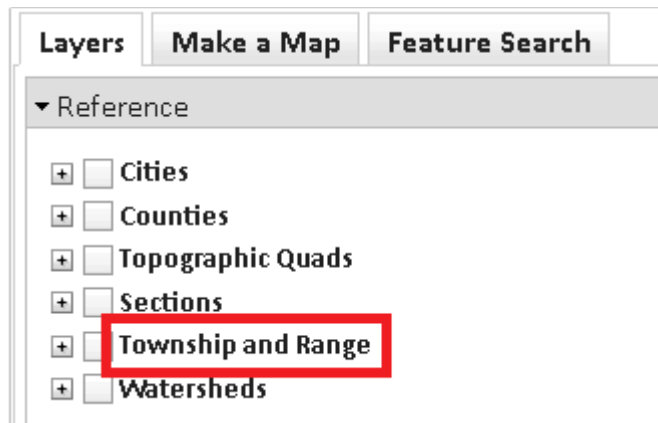 Layers Make a Map Feature Search
Reference
Cities
Counties
Topographic Quads
Sections
Township and Range
Watersheds